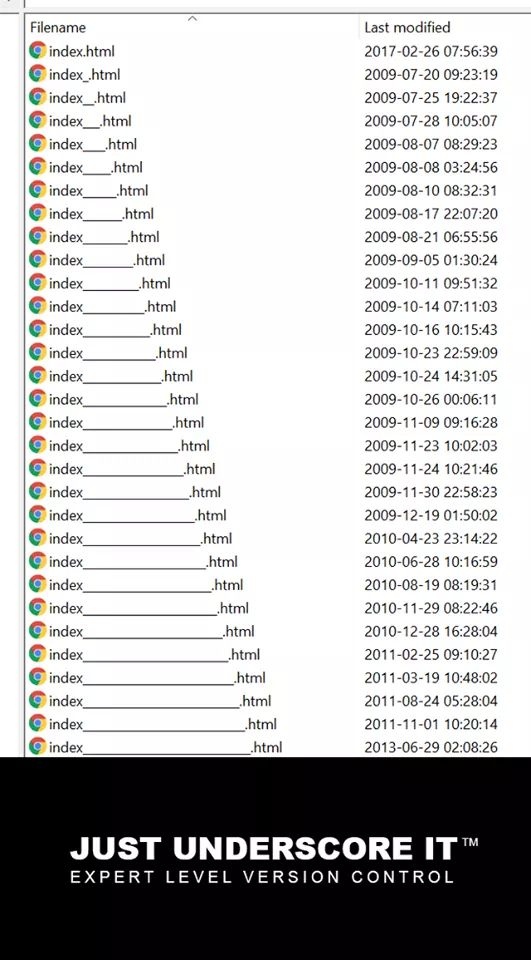 Filename Last modified
index.html 2017-02-26 07:56:39
index_.html 2009-07-20 09:23:19
index__.html 2009-07-25 19:22:37
index___.html 2009-07-28 10:05:07
index____.html 2009-08-07 08:29:23
index_____.html 2009-08-08 03:24:56
index______.html 2009-08-10 08:32:31
index_______.html 2009-08-17 22:07:20
index________.html 2009-08-21 06:55:56
index_________.html 2009-09-05 01:30:24
index__________.html 2009-10-11 09:51:32
index___________.html 2009-10-14 07:11:03
index____________.html 2009-10-16 10:15:43
index_____________.html 2009-10-23 22:59:09
index______________.html 2009-10-24 14:31:05
index_______________.html 2009-10-26 00:06:11
index________________.html 2009-11-09 09:16:28
index_________________.html 2009-11-23 10:02:03
index__________________.html 2009-11-24 10:21:46
index___________________.html 2009-11-30 22:58:23
index____________________.html 2009-12-19 01:50:02
index_____________________.html 2010-04-23 23:14:22
index______________________.html 2010-06-28 10:16:59
index_______________________.html 2010-08-19 08:19:31
index________________________.html 2010-11-29 08:22:46
index_________________________.html 2010-12-28 16:28:04
index__________________________.html 2011-02-25 09:10:27
index___________________________.html 2011-03-19 10:48:02
index____________________________.html 2011-08-24 05:28:04
index_____________________________.html 2011-11-01 10:20:14
index______________________________.html 2013-06-29 02:08:26
JUST UNDERSCORE IT™
EXPERT LEVEL VERSION CONTROL